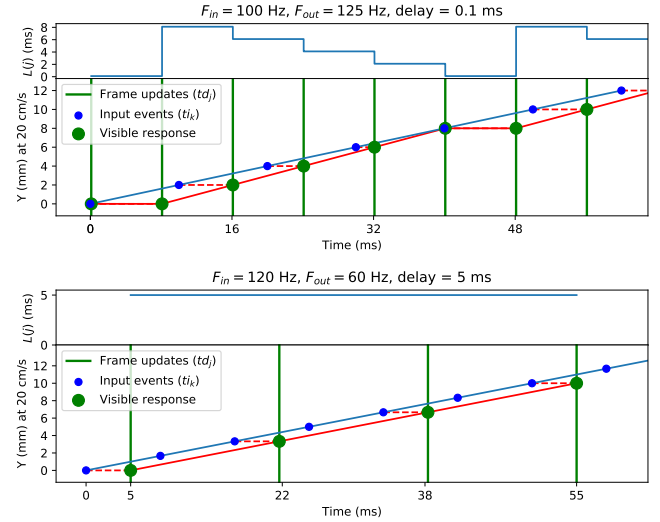 F_in = 100 Hz, F_out = 125 Hz, delay = 0.1 ms
L(j) (ms)
8
6
4
2
0
Y (mm) at 20 cm/s
12
10
8
6
4
2
0
Frame updates (td_j)
Input events (ti_k)
Visible response
0 16 32 48
Time (ms)
F_in = 120 Hz, F_out = 60 Hz, delay = 5 ms
L(j) (ms)
5
0
Y (mm) at 20 cm/s
12
10
8
6
4
2
0
Frame updates (td_j)
Input events (ti_k)
Visible response
0 5 22 38 55
Time (ms)